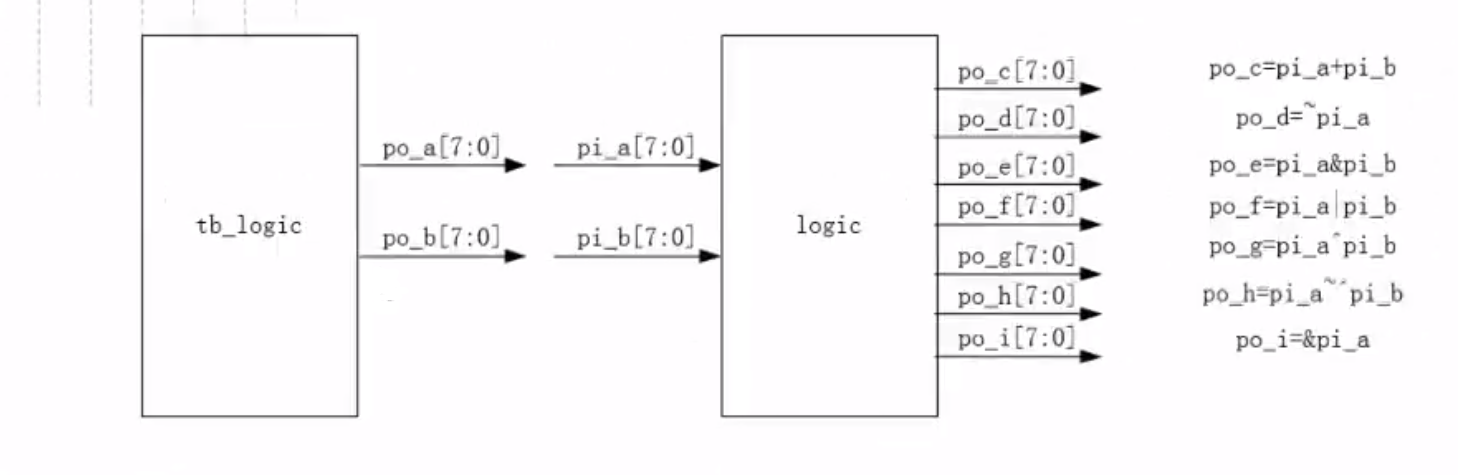 po_c[7:0]
po_c=pi_a+pi_b
po_d[7:0]
po_d=~pi_a
po_a[7:0]
pi_a[7:0]
po_e[7:0]
po_e=pi_a&pi_b
po_f[7:0]
po_f=pi_a|pi_b
tb_logic
logic
po_b[7:0]
pi_b[7:0]
po_g[7:0]
po_g=pi_a^pi_b
po_h[7:0]
po_h=pi_a~^pi_b
po_i[7:0]
po_i=&pi_a